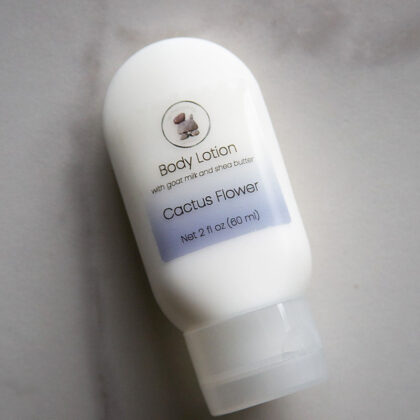 Body Lotion
with goat milk and shea butter
Cactus Flower
Net 2 fl oz (60 ml)